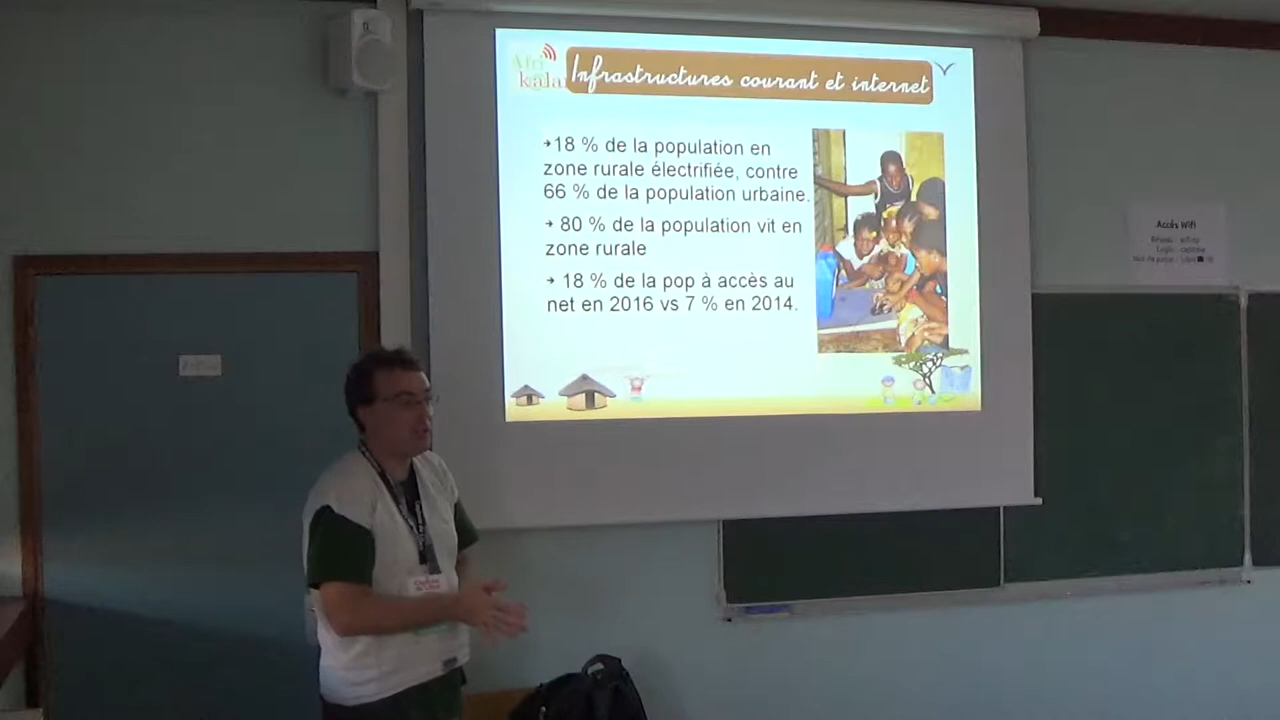 Afri
kalan
Infrastructures courant et internet
➔18 % de la population en
zone rurale électrifiée, contre
66 % de la population urbaine.
➔ 80 % de la population vit en
zone rurale
➔ 18 % de la pop à accès au
net en 2016 vs 7 % en 2014.
Accès Wifi